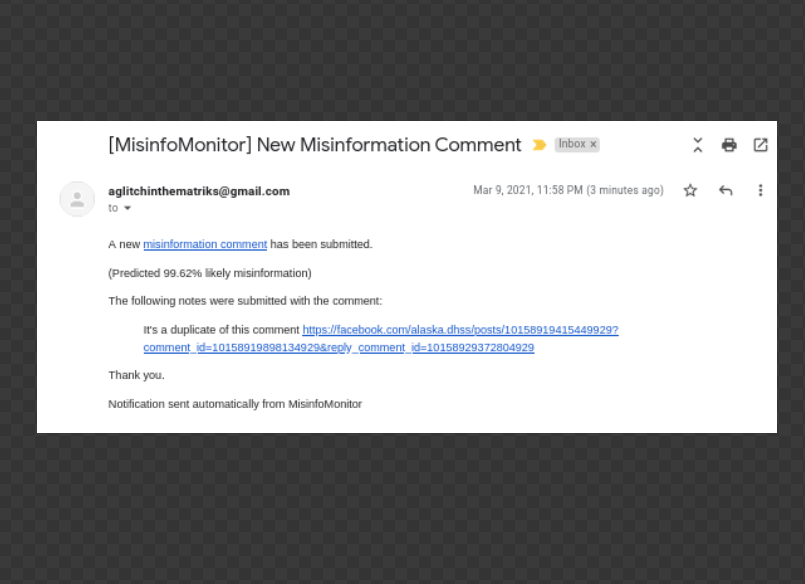 [MisinfoMonitor] New Misinformation Comment Inbox ×
aglitchinthematriks@gmail.com Mar 9, 2021, 11:58 PM (3 minutes ago)
to
A new misinformation comment has been submitted.
(Predicted 99.62% likely misinformation)
The following notes were submitted with the comment:
It's a duplicate of this comment https://facebook.com/alaska.dhss/posts/10158919415449929?
comment_id=10158919898134929&reply_comment_id=10158929372804929
Thank you.
Notification sent automatically from MisinfoMonitor